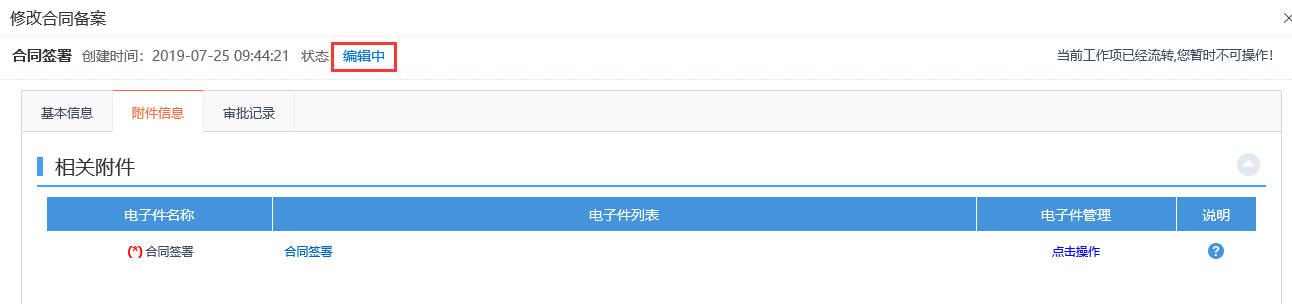 修改合同备案
合同签署 创建时间：2019-07-25 09:44:21 状态 编辑中 当前工作项已经流转,您暂时不可操作!
基本信息 附件信息 审批记录
相关附件
电子件名称 电子件列表 电子件管理 说明
(*) 合同签署 合同签署 点击操作 ?